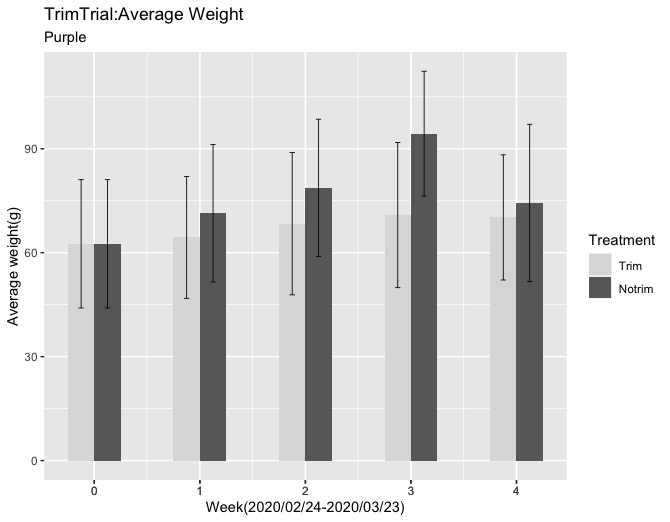 TrimTrial:Average Weight
Purple
Average weight(g)
90
60
30
0
0 1 2 3 4
Week(2020/02/24-2020/03/23)
Treatment
Trim
Notrim